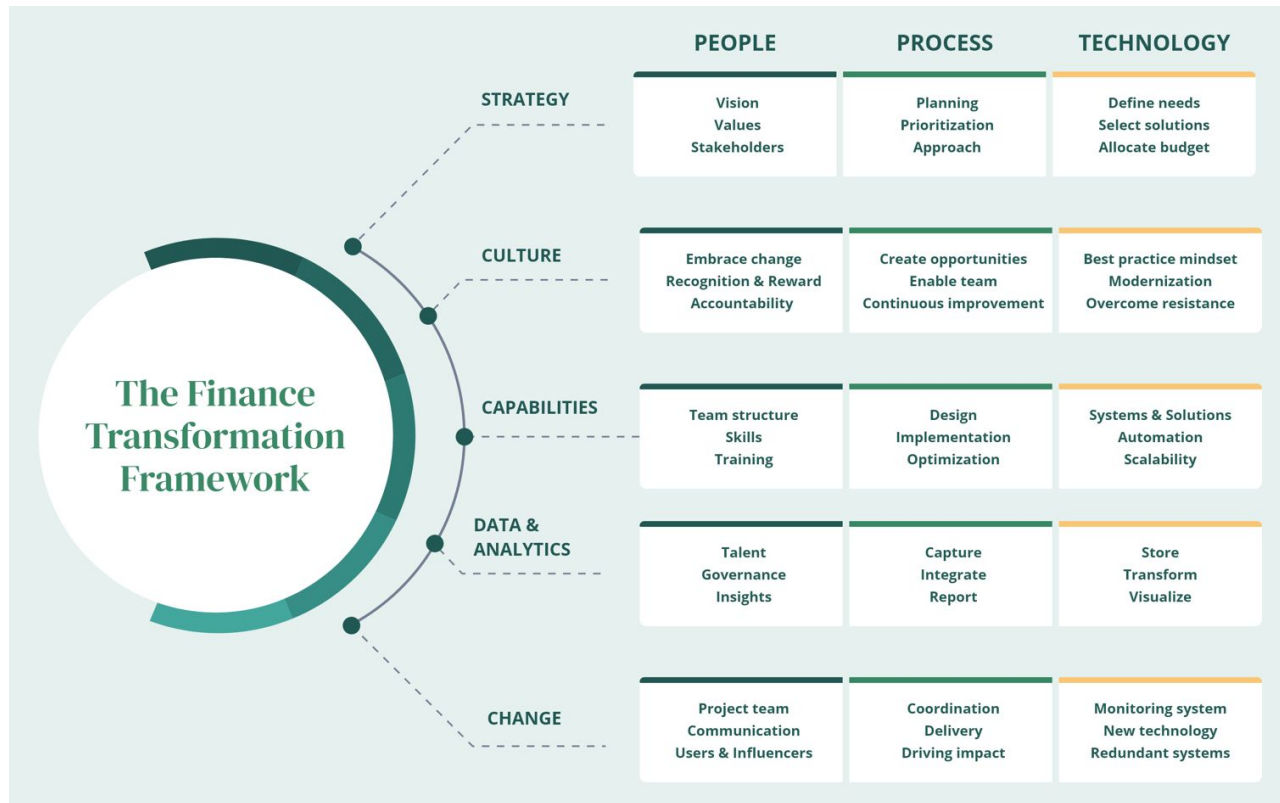 PEOPLE
PROCESS
TECHNOLOGY
STRATEGY
Vision
Values
Stakeholders
Planning
Prioritization
Approach
Define needs
Select solutions
Allocate budget
CULTURE
Embrace change
Recognition & Reward
Accountability
Create opportunities
Enable team
Continuous improvement
Best practice mindset
Modernization
Overcome resistance
The Finance
Transformation
Framework
CAPABILITIES
Team structure
Skills
Training
Design
Implementation
Optimization
Systems & Solutions
Automation
Scalability
DATA &
ANALYTICS
Talent
Governance
Insights
Capture
Integrate
Report
Store
Transform
Visualize
CHANGE
Project team
Communication
Users & Influencers
Coordination
Delivery
Driving impact
Monitoring system
New technology
Redundant systems